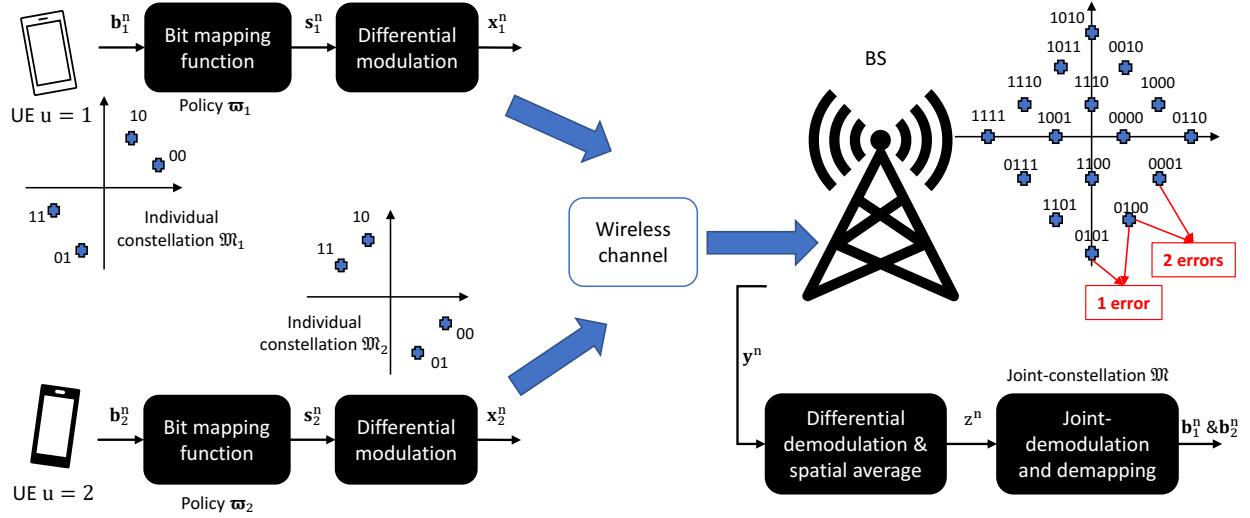 b₁ⁿ
Bit mapping
function
s₁ⁿ
Differential
modulation
x₁ⁿ
UE u = 1
Policy ϖ₁
10
00
11
01
Individual
constellation 𝔐₁
10
11
00
01
Individual
constellation 𝔐₂
b₂ⁿ
Bit mapping
function
s₂ⁿ
Differential
modulation
x₂ⁿ
UE u = 2
Policy ϖ₂
Wireless
channel
BS
1010
1011 0010
1110 1110 1000
1111 1001 0000 0110
0111 1100 0001
1101 0100
0101
2 errors
1 error
yⁿ
Differential
demodulation &
spatial average
zⁿ
Joint-constellation 𝔐
Joint-
demodulation
and demapping
b₁ⁿ &b₂ⁿ